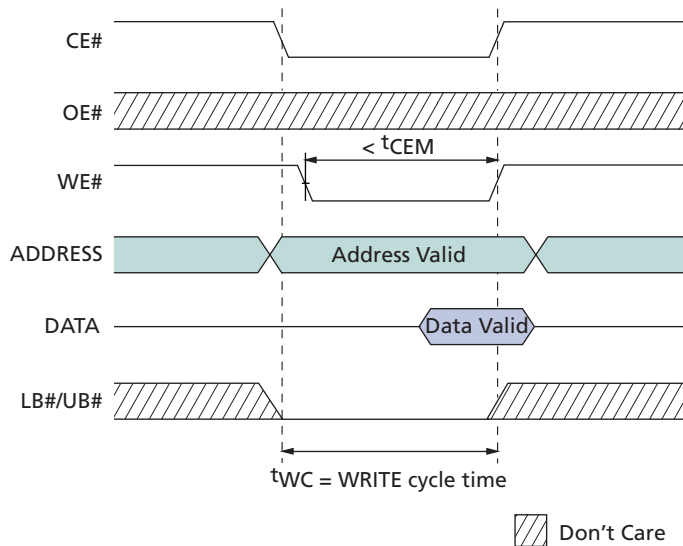 CE#
OE#
< tCEM
WE#
ADDRESS
Address Valid
DATA
Data Valid
LB#/UB#
tWC = WRITE cycle time
Don't Care